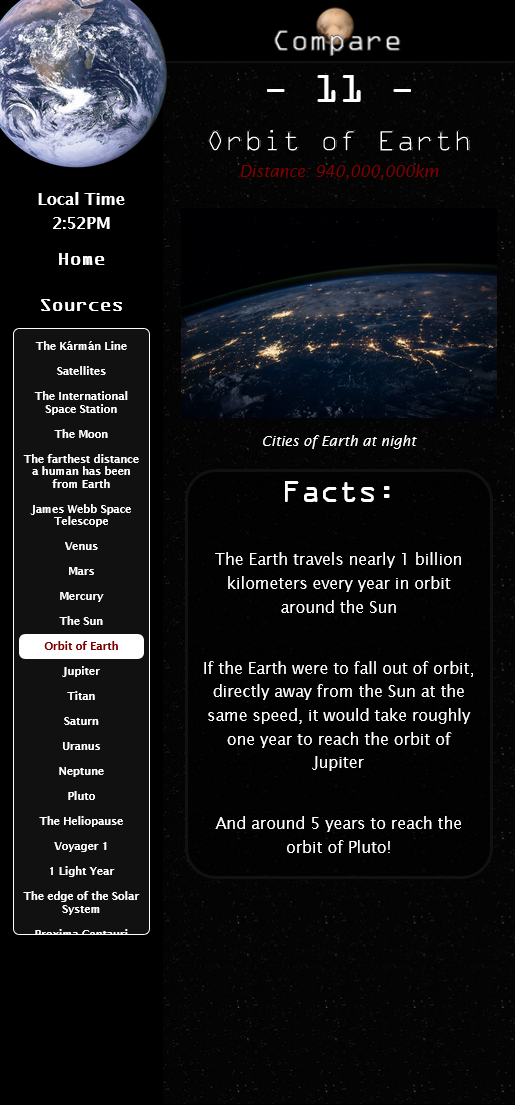 Compare
- 11 -
Orbit of Earth
Distance: 940,000,000km
Local Time
2:52PM
Home
Sources
The Kármán Line
Satellites
The International
Space Station
The Moon
The farthest distance
a human has been
from Earth
James Webb Space
Telescope
Venus
Mars
Mercury
The Sun
Orbit of Earth
Jupiter
Titan
Saturn
Uranus
Neptune
Pluto
The Heliopause
Voyager 1
1 Light Year
The edge of the Solar
System
Proxima Centauri
Cities of Earth at night
Facts:
The Earth travels nearly 1 billion
kilometers every year in orbit
around the Sun
If the Earth were to fall out of orbit,
directly away from the Sun at the
same speed, it would take roughly
one year to reach the orbit of
Jupiter
And around 5 years to reach the
orbit of Pluto!